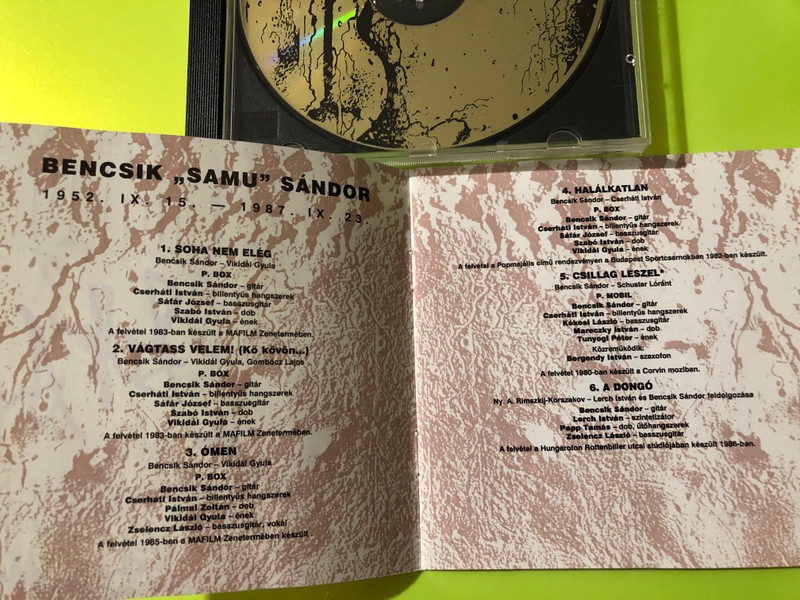 BENCSIK „SAMU” SÁNDOR
1952. IX. 15. — 1987. IX. 23.
1. SOHA NEM ELÉG
Bencsik Sándor – Vikidál Gyula
P. BOX
Bencsik Sándor – gitár
Cserháti István – billentyűs hangszerek
Sáfár József – basszusgitár
Szabó István – dob
Vikidál Gyula – ének
A felvétel 1983-ban készült a MAFILM Zenetermében.
2. VÁGTASS VELEM! (Kő kövön...)
Bencsik Sándor – Vikidál Gyula, Gombócz Lajos
P. BOX
Bencsik Sándor – gitár
Cserháti István – billentyűs hangszerek
Sáfár József – basszusgitár
Szabó István – dob
Vikidál Gyula – ének
A felvétel 1983-ban készült a MAFILM Zenetermében.
3. ÓMEN
Bencsik Sándor – Vikidál Gyula
P. BOX
Bencsik Sándor – gitár
Cserháti István – billentyűs hangszerek
Pálmai Zoltán – dob
Vikidál Gyula – ének
Zselencz László – basszusgitár, vokál
A felvétel 1985-ben a MAFILM Zenetermében készült
4. HALÁLKATLAN
Bencsik Sándor – Cserháti István
P. BOX
Bencsik Sándor – gitár
Cserháti István – billentyűs hangszerek
Sáfár József – basszusgitár
Szabó István – dob
Vikidál Gyula – ének
A felvétel a Popmajális című rendezvényen a Budapest Sportcsarnokban 1982-ben készült.
5. CSILLAG LESZEL*
Bencsik Sándor – Schuster Lóránt
P. MOBIL
Bencsik Sándor – gitár
Cserháti István – billentyűs hangszerek
Kékesi László – basszusgitár
Mareczky István – dob
Tunyogi Péter – ének
Közreműködik:
Bergendy István – szaxofon
A felvétel 1980-ban készült a Corvin moziban.
6. A DONGÓ
Ny. A. Rimszkij-Korszakov – Lerch István és Bencsik Sándor feldolgozása
Bencsik Sándor – gitár
Lerch István – szintetizátor
Papp Tamás – dob, ütőhangszerek
Zselencz László – basszusgitár
A felvétel a Hungaroton Rottenbiller utcai stúdiójában készült 1986-ban.